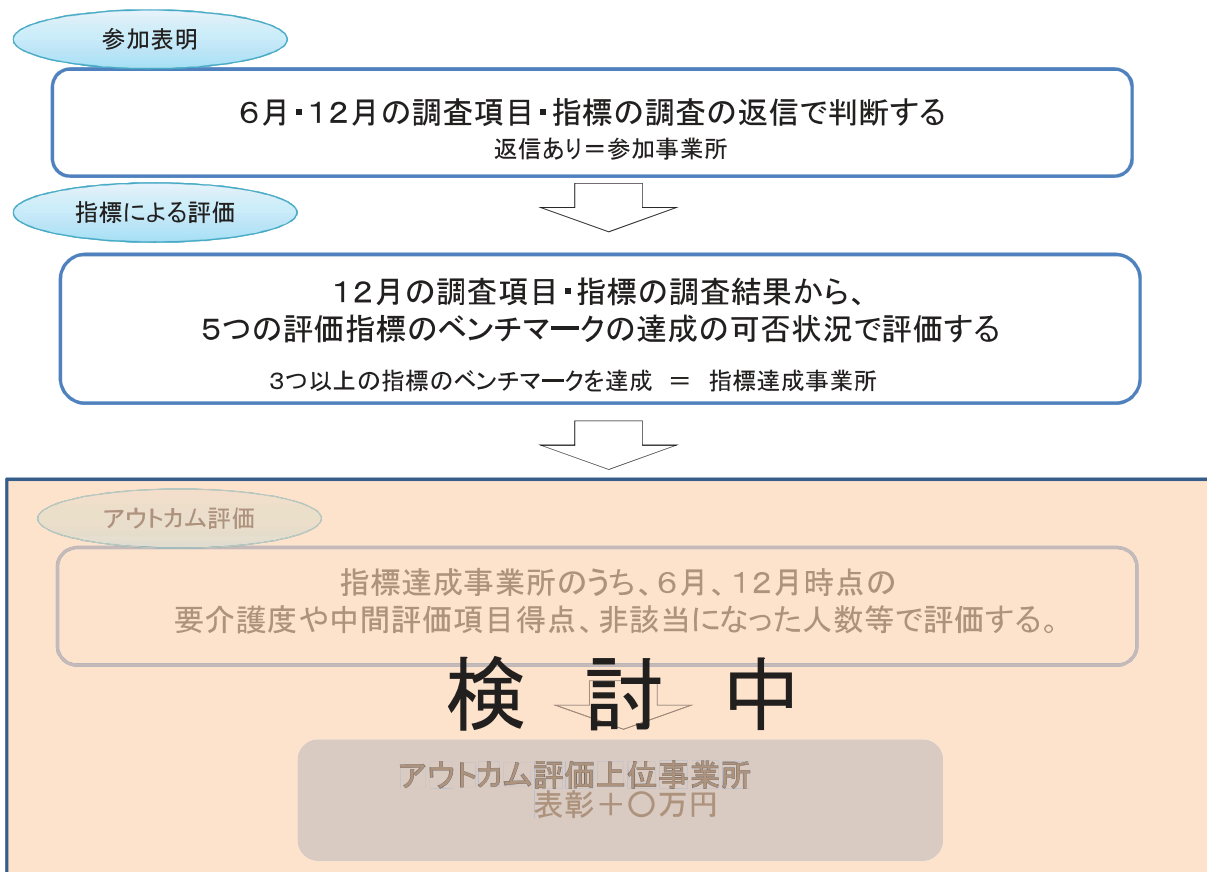 参加表明
6月・12月の調査項目・指標の調査の返信で判断する
返信あり＝参加事業所
指標による評価
12月の調査項目・指標の調査結果から、
5つの評価指標のベンチマークの達成の可否状況で評価する
3つ以上の指標のベンチマークを達成 ＝ 指標達成事業所
アウトカム評価
指標達成事業所のうち、6月、12月時点の
要介護度や中間評価項目得点、非該当になった人数等で評価する。
検 討 中
アウトカム評価上位事業所
表彰＋〇万円